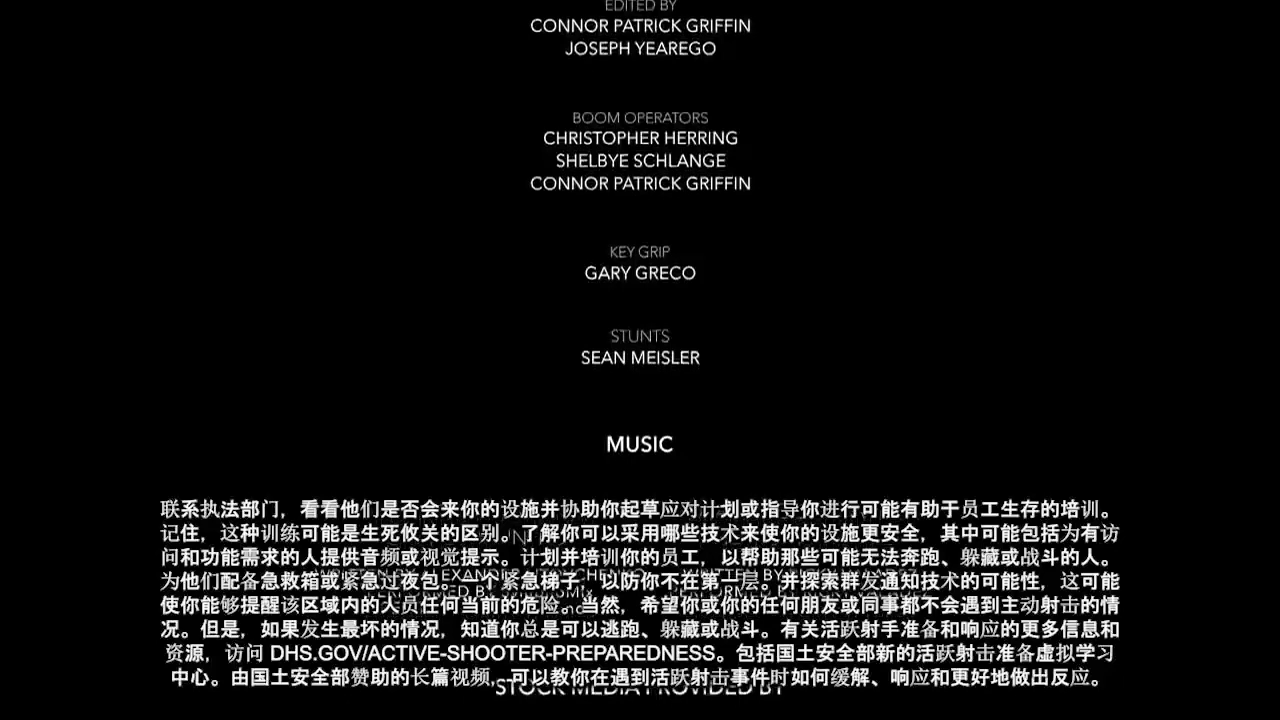 EDITED BY
CONNOR PATRICK GRIFFIN
JOSEPH YEAREGO
BOOM OPERATORS
CHRISTOPHER HERRING
SHELBYE SCHLANGE
CONNOR PATRICK GRIFFIN
KEY GRIP
GARY GRECO
STUNTS
SEAN MEISLER
MUSIC
联系执法部门，看看他们是否会来你的设施并协助你起草应对计划或指导你进行可能有助于员工生存的培训。
记住，这种训练可能是生死攸关的区别。了解你可以采用哪些技术来使你的设施更安全，其中可能包括为有访
问和功能需求的人提供音频或视觉提示。计划并培训你的员工，以帮助那些可能无法奔跑、躲藏或战斗的人。
为他们配备急救箱或紧急过夜包。一个紧急梯子，以防你不在第一层。并探索群发通知技术的可能性，这可能
使你能够提醒该区域内的人员任何当前的危险。当然，希望你或你的任何朋友或同事都不会遇到主动射击的情
况。但是，如果发生最坏的情况，知道你总是可以逃跑、躲藏或战斗。有关活跃射手准备和响应的更多信息和
资源，访问 DHS.GOV/ACTIVE-SHOOTER-PREPAREDNESS。包括国土安全部新的活跃射击准备虚拟学习
中心。由国土安全部赞助的长篇视频，可以教你在遇到活跃射击事件时如何缓解、响应和更好地做出反应。
STOCK MEDIA PROVIDED BY